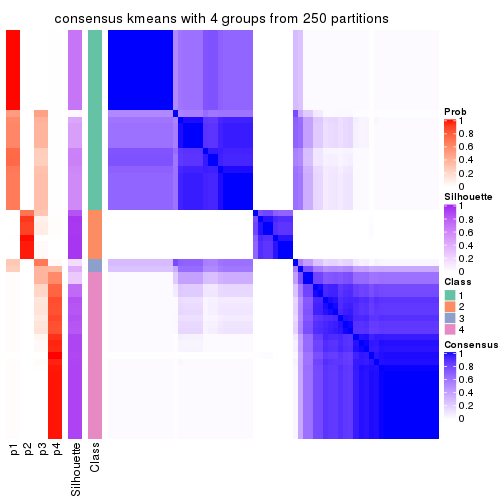 consensus kmeans with 4 groups from 250 partitions
Prob
1
0.8
0.6
0.4
0.2
0
Silhouette
1
0.8
0.6
0.4
0.2
0
Class
1
2
3
4
Consensus
1
0.8
0.6
0.4
0.2
0
p1
p2
p3
p4
Silhouette
Class